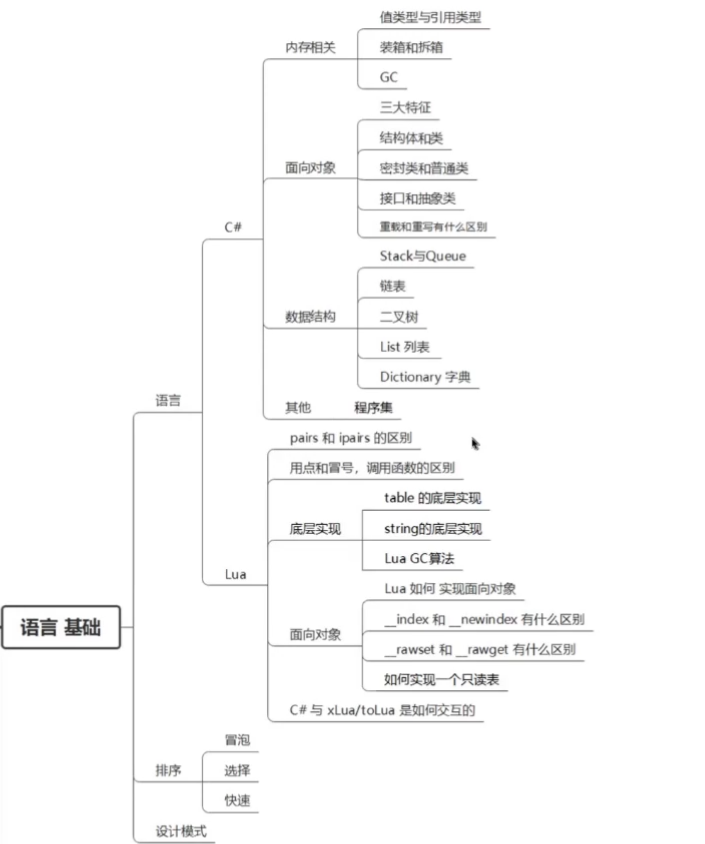 语言 基础
语言
C#
内存相关
值类型与引用类型
装箱和拆箱
GC
面向对象
三大特征
结构体和类
密封类和普通类
接口和抽象类
重载和重写有什么区别
数据结构
Stack与Queue
链表
二叉树
List 列表
Dictionary 字典
其他
程序集
Lua
pairs 和 ipairs 的区别
用点和冒号，调用函数的区别
底层实现
table 的底层实现
string的底层实现
Lua GC算法
面向对象
Lua 如何 实现面向对象
__index 和 __newindex 有什么区别
__rawset 和 __rawget 有什么区别
如何实现一个只读表
C# 与 xLua/toLua 是如何交互的
排序
冒泡
选择
快速
设计模式